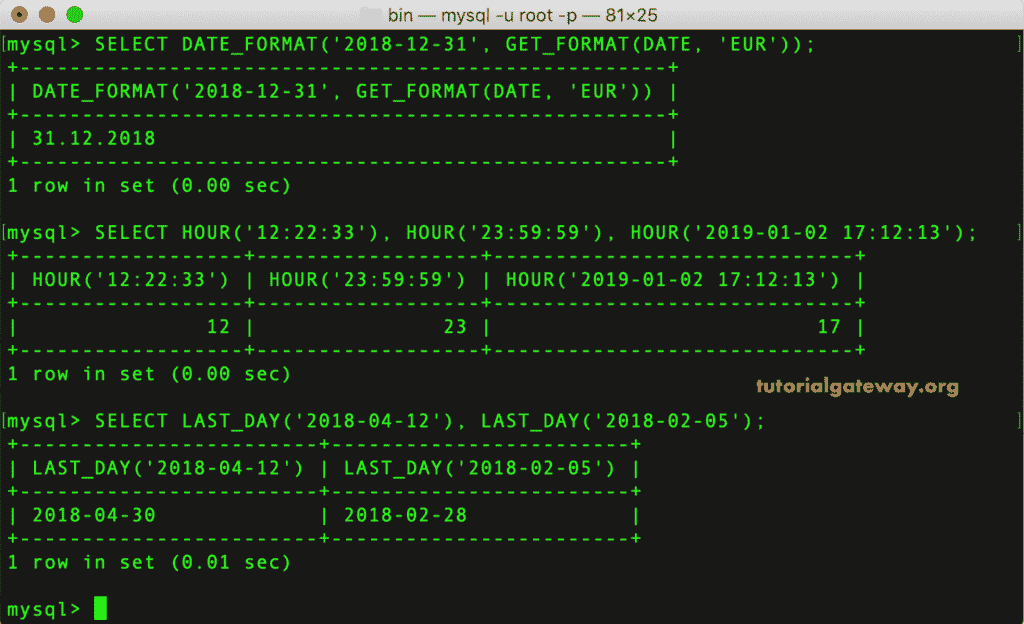 bin — mysql -u root -p — 81×25
[mysql> SELECT DATE_FORMAT('2018-12-31', GET_FORMAT(DATE, 'EUR')); ]
+----------------------------------------------------+
| DATE_FORMAT('2018-12-31', GET_FORMAT(DATE, 'EUR')) |
+----------------------------------------------------+
| 31.12.2018                                         |
+----------------------------------------------------+
1 row in set (0.00 sec)
[mysql> SELECT HOUR('12:22:33'), HOUR('23:59:59'), HOUR('2019-01-02 17:12:13'); ]
+------------------+------------------+-----------------------------+
| HOUR('12:22:33') | HOUR('23:59:59') | HOUR('2019-01-02 17:12:13') |
+------------------+------------------+-----------------------------+
|               12 |               23 |                          17 |
+------------------+------------------+-----------------------------+
1 row in set (0.00 sec)
tutorialgateway.org
[mysql> SELECT LAST_DAY('2018-04-12'), LAST_DAY('2018-02-05'); ]
+------------------------+------------------------+
| LAST_DAY('2018-04-12') | LAST_DAY('2018-02-05') |
+------------------------+------------------------+
| 2018-04-30             | 2018-02-28             |
+------------------------+------------------------+
1 row in set (0.01 sec)
mysql>